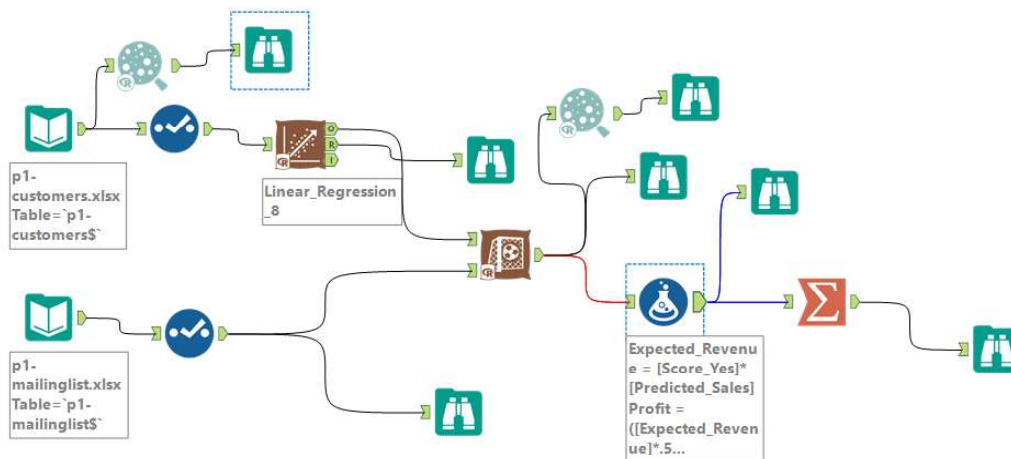 p1-
customers.xlsx
Table=`p1-
customers$`
O
R
I
Linear_Regression
_8
p1-
mailinglist.xlsx
Table=`p1-
mailinglist$`
Expected_Revenu
e = [Score_Yes]*
[Predicted_Sales]
Profit =
([Expected_Reven
ue]*.5...